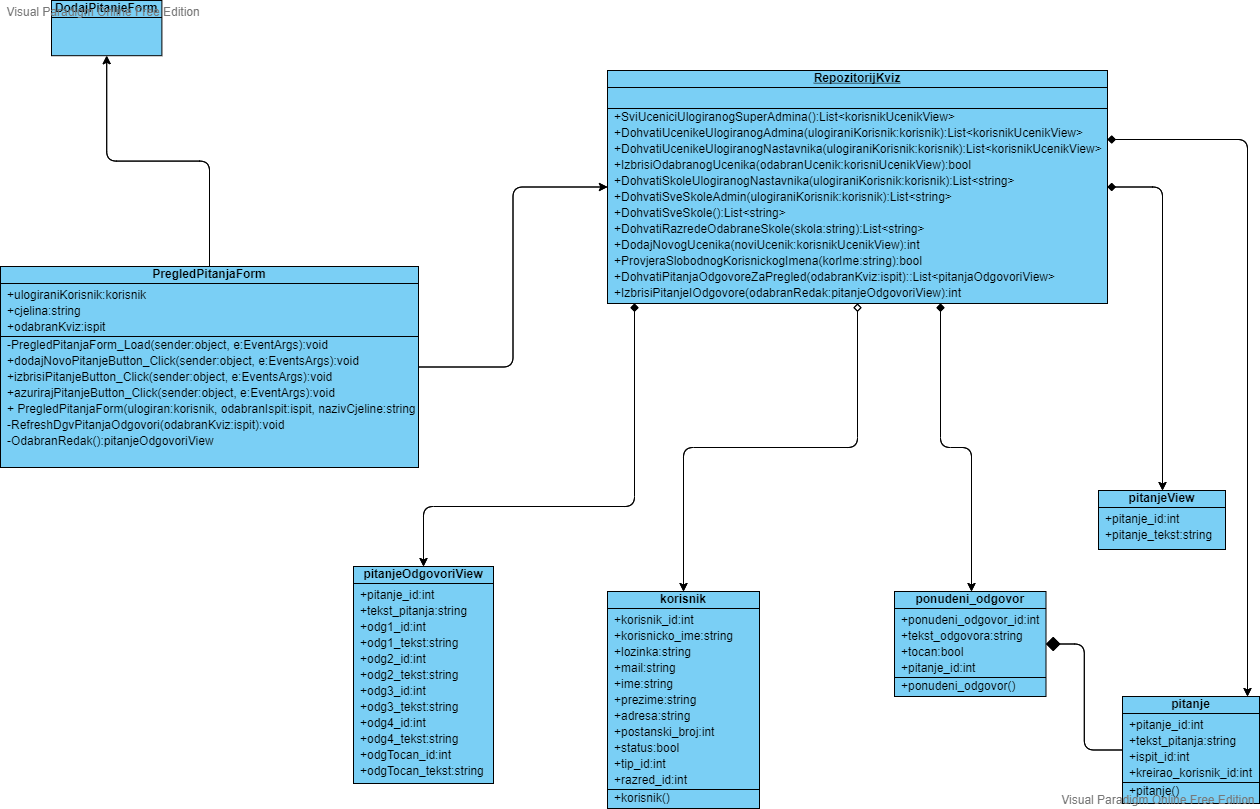 DodajPitanjeForm
Visual Paradigm Online Free Edition
RepozitorijKviz
+SviUceniciUlogiranogSuperAdmina():List<korisnikUcenikView>
+DohvatiUcenikeUlogiranogAdmina(ulogiraniKorisnik:korisnik):List<korisnikUcenikView>
+DohvatiUcenikeUlogiranogNastavnika(ulogiraniKorisnik:korisnik):List<korisnikUcenikView>
+IzbrisiOdabranogUcenika(odabranUcenik:korisniUcenikView):bool
+DohvatiSkoleUlogiranogNastavnika(ulogiraniKorisnik:korisnik):List<string>
+DohvatiSveSkoleAdmin(ulogiraniKorisnik:korisnik):List<string>
+DohvatiSveSkole():List<string>
+DohvatiRazredeOdabraneSkole(skola:string):List<string>
+DodajNovogUcenika(noviUcenik:korisnikUcenikView):int
+ProvjeraSlobodnogKorisnickogImena(korIme:string):bool
+DohvatiPitanjaOdgovoreZaPregled(odabranKviz:ispit)::List<pitanjaOdgovoriView>
+IzbrisiPitanjeIOdgovore(odabranRedak:pitanjeOdgovoriView):int
PregledPitanjaForm
+ulogiraniKorisnik:korisnik
+cjelina:string
+odabranKviz:ispit
-PregledPitanjaForm_Load(sender:object, e:EventArgs):void
+dodajNovoPitanjeButton_Click(sender:object, e:EventsArgs):void
+izbrisiPitanjeButton_Click(sender:object, e:EventsArgs):void
+azurirajPitanjeButton_Click(sender:object, e:EventArgs):void
+ PregledPitanjaForm(ulogiran:korisnik, odabranIspit:ispit, nazivCjeline:string
-RefreshDgvPitanjaOdgovori(odabranKviz:ispit):void
-OdabranRedak():pitanjeOdgovoriView
pitanjeView
+pitanje_id:int
+pitanje_tekst:string
pitanjeOdgovoriView
+pitanje_id:int
+tekst_pitanja:string
+odg1_id:int
+odg1_tekst:string
+odg2_id:int
+odg2_tekst:string
+odg3_id:int
+odg3_tekst:string
+odg4_id:int
+odg4_tekst:string
+odgTocan_id:int
+odgTocan_tekst:string
korisnik
+korisnik_id:int
+korisnicko_ime:string
+lozinka:string
+mail:string
+ime:string
+prezime:string
+adresa:string
+postanski_broj:int
+status:bool
+tip_id:int
+razred_id:int
+korisnik()
ponudeni_odgovor
+ponudeni_odgovor_id:int
+tekst_odgovora:string
+tocan:bool
+pitanje_id:int
+ponudeni_odgovor()
pitanje
+pitanje_id:int
+tekst_pitanja:string
+ispit_id:int
+kreirao_korisnik_id:int
+pitanje()
Visual Paradigm Online Free Edition